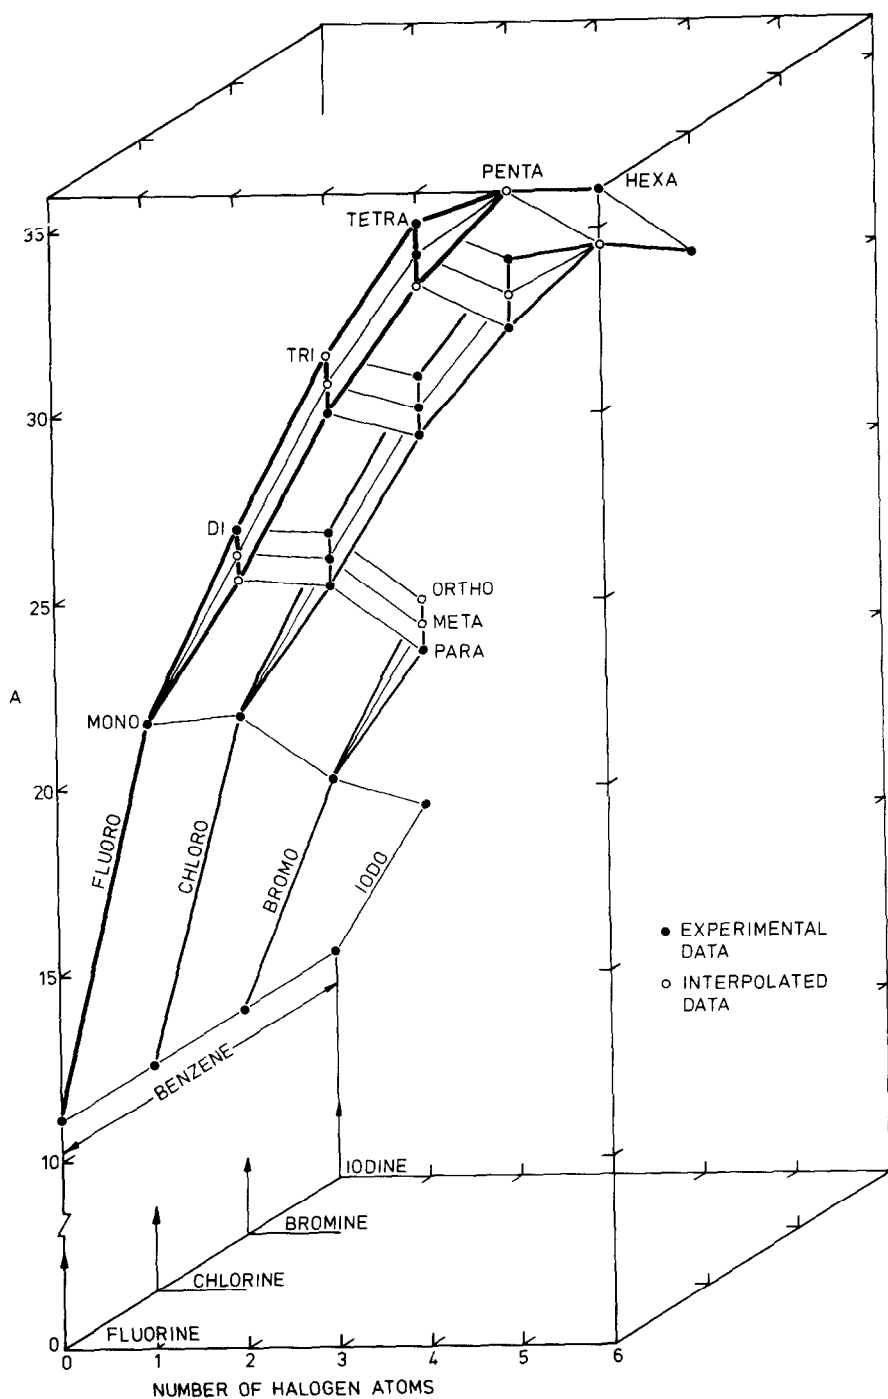 PENTA
HEXA
TETRA
35
TRI
30
DI
ORTHO
25
META
PARA
A
MONO
20
FLUORO
CHLORO
BROMO
IODO
● EXPERIMENTAL
DATA
15
○ INTERPOLATED
DATA
BENZENE
10
IODINE
BROMINE
CHLORINE
FLUORINE
0
0 1 2 3 4 5 6
NUMBER OF HALOGEN ATOMS